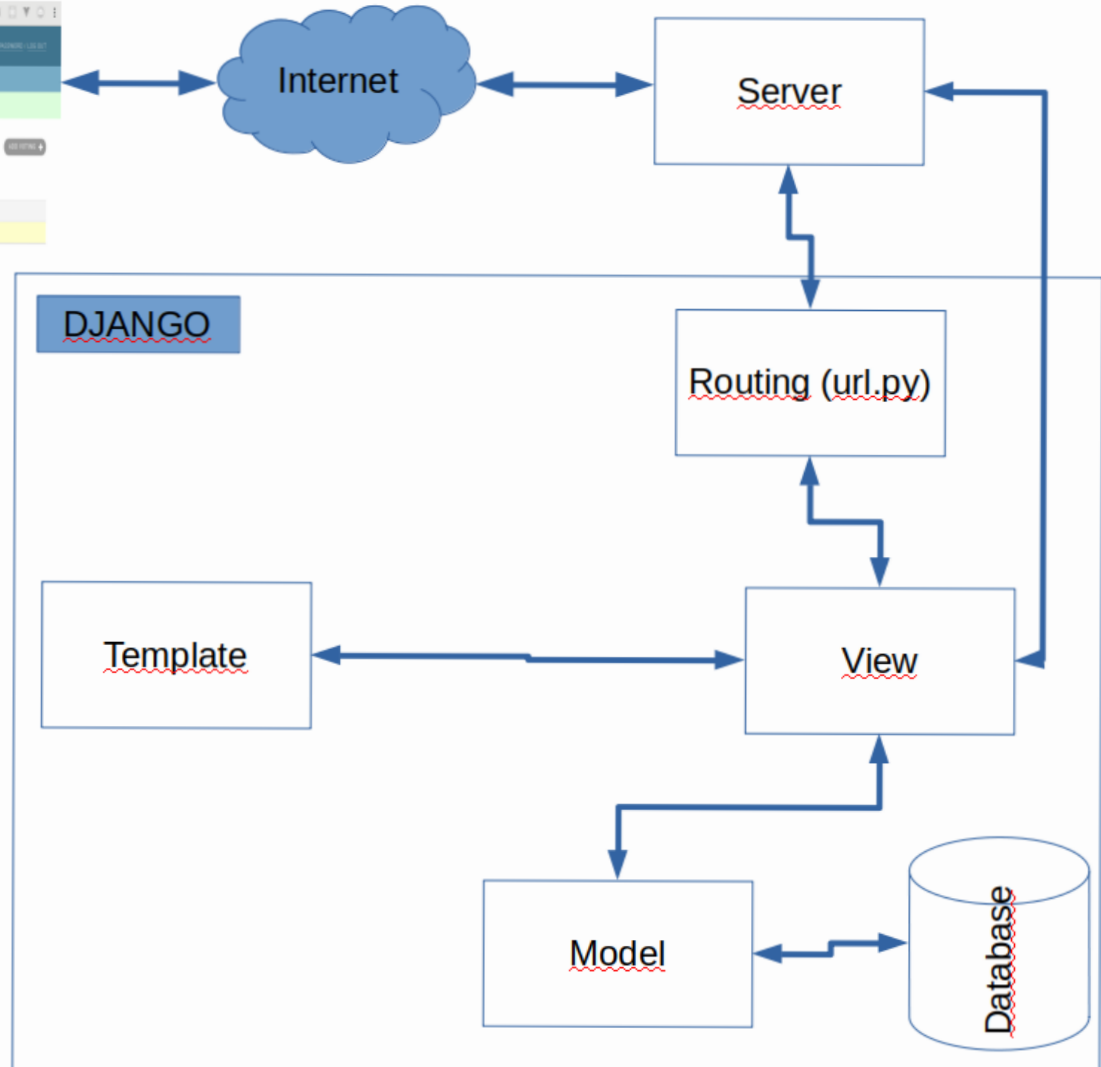 Internet
Server
DJANGO
Routing (url.py)
Template
View
Model
Database